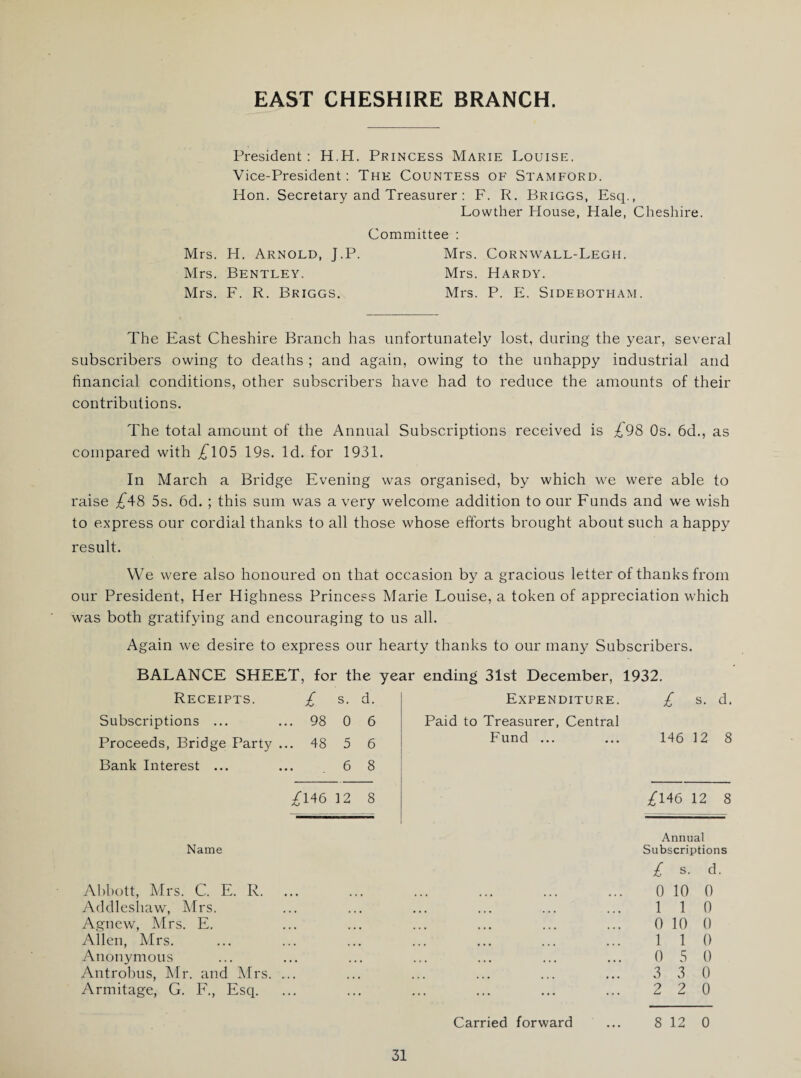 EAST CHESHIRE BRANCH.
President : H.H. Princess Marie Louise.
Vice-President : The Countess of Stamford.
Hon. Secretary and Treasurer : F. R. Briggs, Esq.,
Lowther House, Hale, Cheshire.
Committee :
Mrs. H. Arnold, J.P. Mrs. Cornwall-Legh.
Mrs. Bentley. Mrs. Hardy.
Mrs. F. R. Briggs. Mrs. P. E. Sidebotham.
The East Cheshire Branch has unfortunately lost, during the year, several
subscribers owing to deaths ; and again, owing to the unhappy industrial and
financial conditions, other subscribers have had to reduce the amounts of their
contributions.
The total amount of the Annual Subscriptions received is £98 0s. 6d., as
compared with £105 19s. 1d. for 1931.
In March a Bridge Evening was organised, by which we were able to
raise £48 5s. 6d. ; this sum was a very welcome addition to our Funds and we wish
to express our cordial thanks to all those whose efforts brought about such a happy
result.
We were also honoured on that occasion by a gracious letter of thanks from
our President, Her Highness Princess Marie Louise, a token of appreciation which
was both gratifying and encouraging to us all.
Again we desire to express our hearty thanks to our many Subscribers.
BALANCE SHEET, for the year ending 31st December, 1932.
Receipts. £ s. d. Expenditure. £ s. d.
Subscriptions ... ... 98 0 6 Paid to Treasurer, Central
Proceeds, Bridge Party ... 48 5 6 Fund ... ... 146 12 8
Bank Interest ... ... 6 8
£146 12 8 £146 12 8
Annual
Name Subscriptions
£ s. d.
Abbott, Mrs. C. E. R. ... ... ... ... ... ... 0 10 0
Addleshaw, Mrs. ... ... ... ... ... ... 1 1 0
Agnew, Mrs. E. ... ... ... ... ... ... 0 10 0
Allen, Mrs. ... ... ... ... ... ... ... 1 1 0
Anonymous ... ... ... ... ... ... ... 0 5 0
Antrobus, Mr. and Mrs. ... ... ... ... ... ... 3 3 0
Armitage, G. F., Esq. ... ... ... ... ... ... 2 2 0
Carried forward ... 8 12 0
31